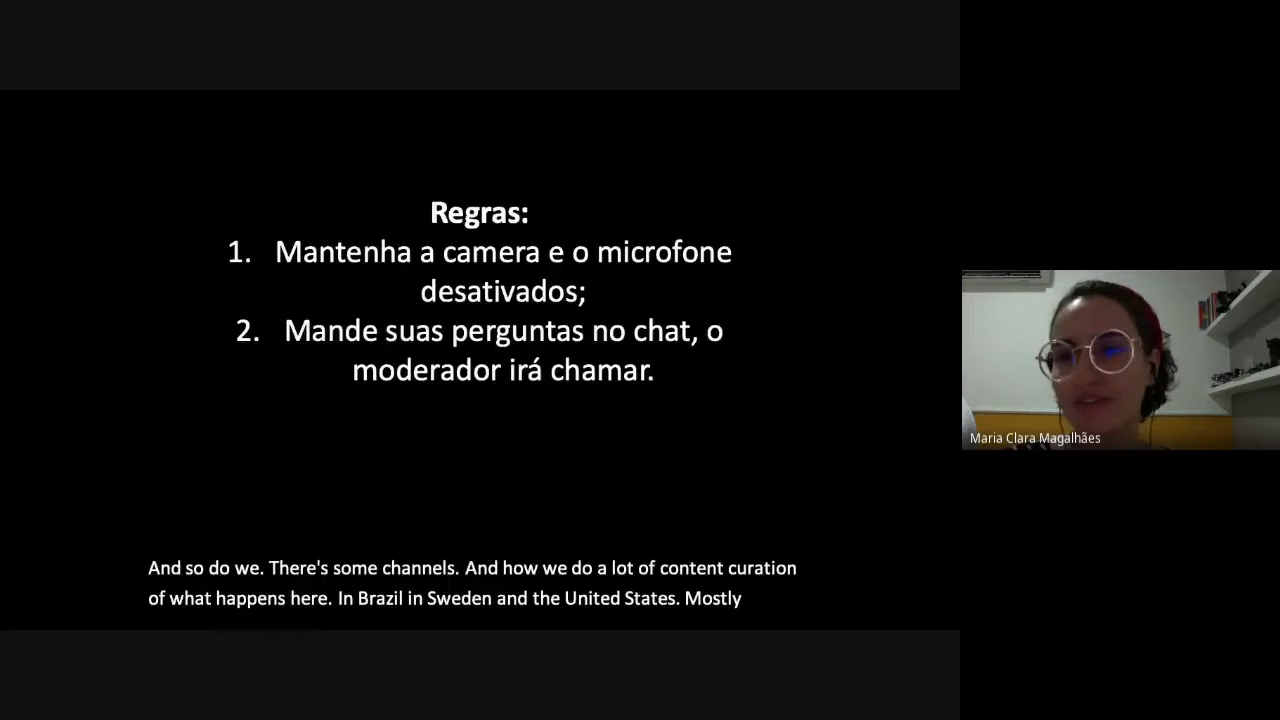 Regras:
1. Mantenha a camera e o microfone
desativados;
2. Mande suas perguntas no chat, o
moderador irá chamar.
Maria Clara Magalhães
And so do we. There's some channels. And how we do a lot of content curation
of what happens here. In Brazil in Sweden and the United States. Mostly